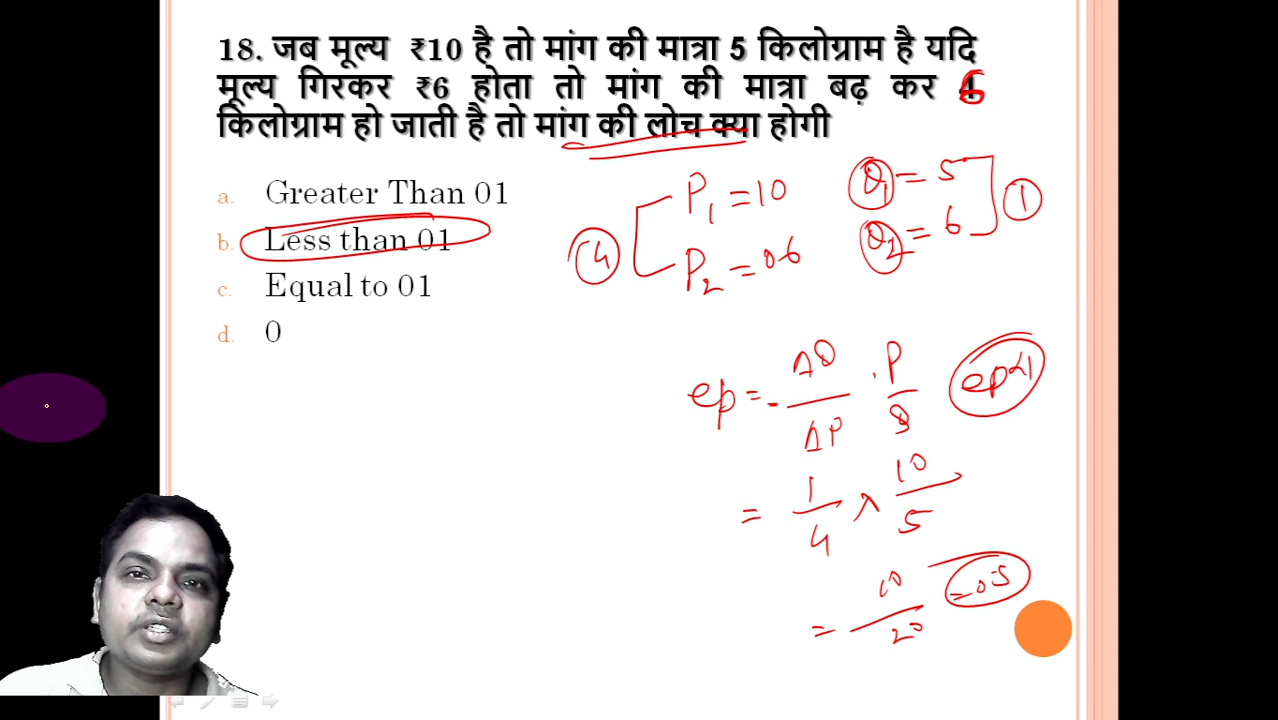 18. जब मूल्य ₹10 है तो मांग की मात्रा 5 किलोग्राम है यदि
मूल्य गिरकर ₹6 होता तो मांग की मात्रा बढ़ कर 6
किलोग्राम हो जाती है तो मांग की लोच क्या होगी
a. Greater Than 01
b. Less than 01
c. Equal to 01
d. 0
P1 = 10
Q1 = 5
1
4
P2 = 06
Q2 = 6
ep = - ΔQ/ΔP . P/Q
ep<1
= 1/4 × 10/5
= 10/20 = 0.5